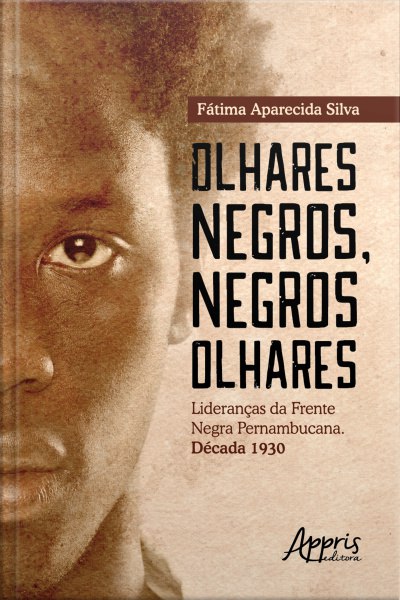 Fátima Aparecida Silva
OLHARES
NEGROS,
NEGROS
OLHARES
Lideranças da Frente
Negra Pernambucana.
Década 1930
Appris
editora